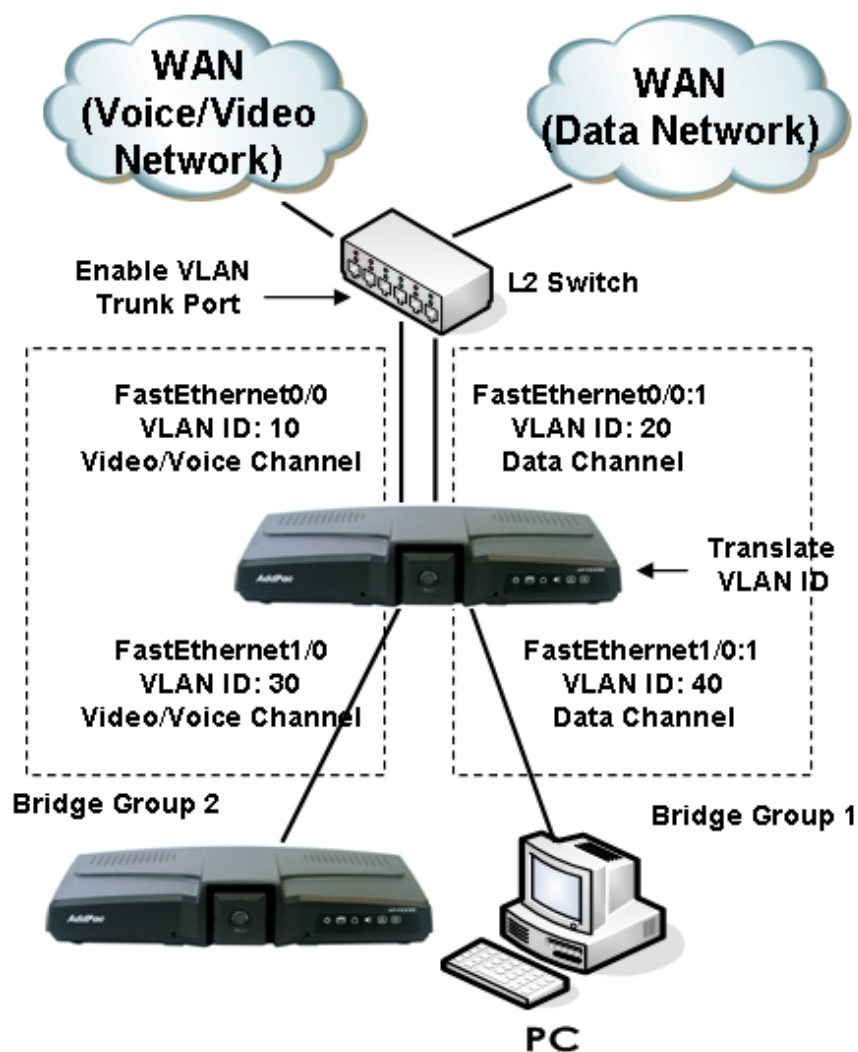 WAN
(Voice/Video
Network)
WAN
(Data Network)
Enable VLAN
Trunk Port
L2 Switch
FastEthernet0/0
VLAN ID: 10
Video/Voice Channel
FastEthernet0/0:1
VLAN ID: 20
Data Channel
AddPac
Translate
VLAN ID
FastEthernet1/0
VLAN ID: 30
Video/Voice Channel
FastEthernet1/0:1
VLAN ID: 40
Data Channel
Bridge Group 2
Bridge Group 1
AddPac
PC